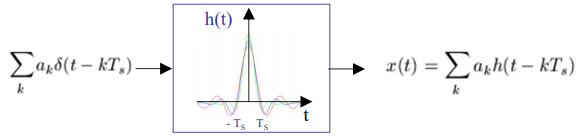 h(t)
∑ₖ aₖδ(t − kTₛ)
x(t) = ∑ₖ aₖh(t − kTₛ)
- Tₛ Tₛ t